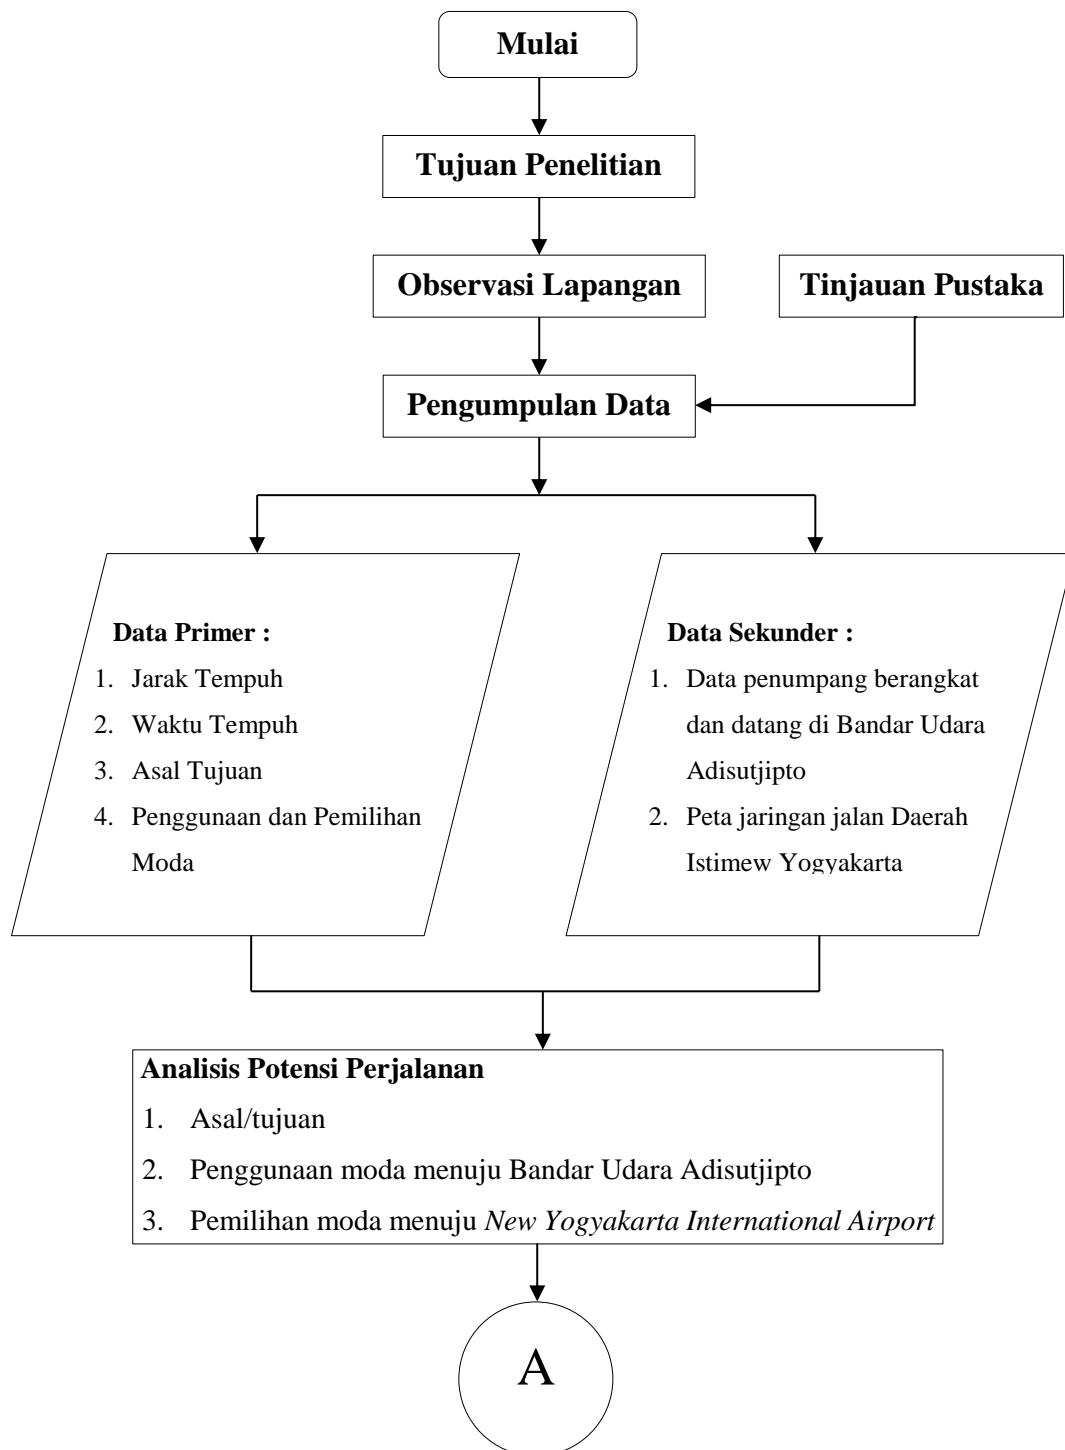 Mulai
Tujuan Penelitian
Observasi Lapangan
Tinjauan Pustaka
Pengumpulan Data
Data Primer :
1. Jarak Tempuh
2. Waktu Tempuh
3. Asal Tujuan
4. Penggunaan dan Pemilihan
Moda
Data Sekunder :
1. Data penumpang berangkat
dan datang di Bandar Udara
Adisutjipto
2. Peta jaringan jalan Daerah
Istimew Yogyakarta
Analisis Potensi Perjalanan
1. Asal/tujuan
2. Penggunaan moda menuju Bandar Udara Adisutjipto
3. Pemilihan moda menuju New Yogyakarta International Airport
A